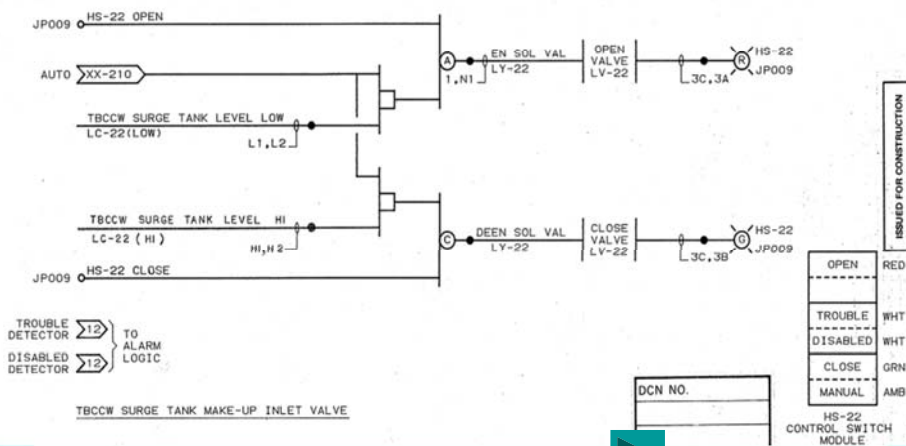 JP009 HS-22 OPEN
AUTO XX-210
TBCCW SURGE TANK LEVEL LOW
LC-22(LOW)
L1,L2
A
1,N1
EN SOL VAL
LY-22
OPEN
VALVE
LV-22
3C,3A
R
HS-22
JP009
TBCCW SURGE TANK LEVEL HI
LC-22 (HI)
H1,H2
C
DEEN SOL VAL
LY-22
CLOSE
VALVE
LV-22
3C,3B
G
HS-22
JP009
JP009 HS-22 CLOSE
TROUBLE
DETECTOR
12
DISABLED
DETECTOR
12
TO
ALARM
LOGIC
TBCCW SURGE TANK MAKE-UP INLET VALVE
DCN NO.
ISSUED FOR CONSTRUCTION
OPEN RED
TROUBLE WHT
DISABLED WHT
CLOSE GRN
MANUAL AMB
HS-22
CONTROL SWITCH
MODULE